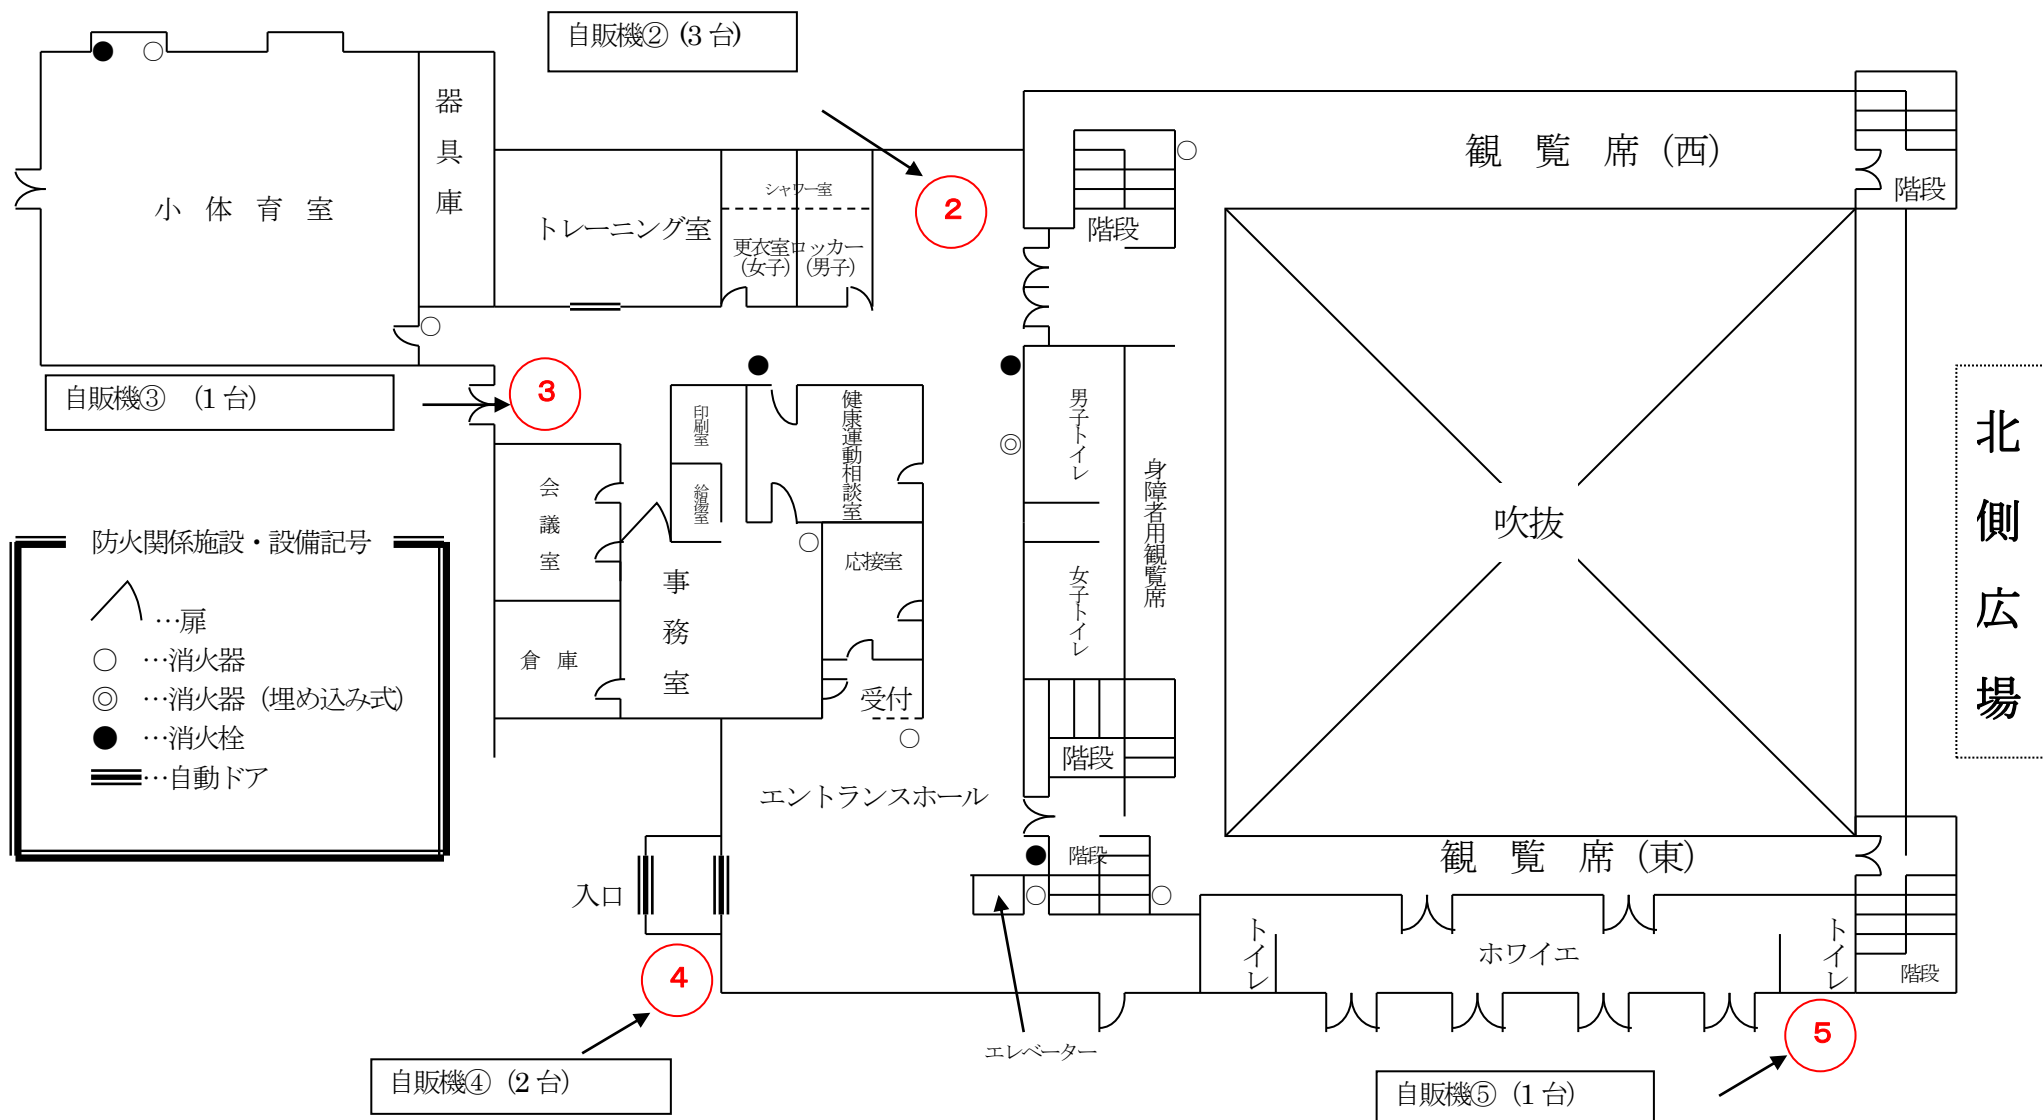 自販機② (3台)
器具庫
観 覧 席 (西)
階段
小 体 育 室
シャワー室
2
トレーニング室
階段
更衣室
(女子)
ロッカー
(男子)
自販機③ (1台)
3
印刷室
健康運動相談室
男子トイレ
北側広場
身障者用観覧席
会議室
給湯室
吹抜
防火関係施設・設備記号
…扉
○ …消火器
◎ …消火器 (埋め込み式)
● …消火栓
…自動ドア
応接室
事務室
女子トイレ
倉 庫
受付
階段
エントランスホール
階段
観 覧 席 (東)
入口
トイレ
ホワイエ
トイレ
階段
4
5
エレベーター
自販機④ (2台)
自販機⑤ (1台)